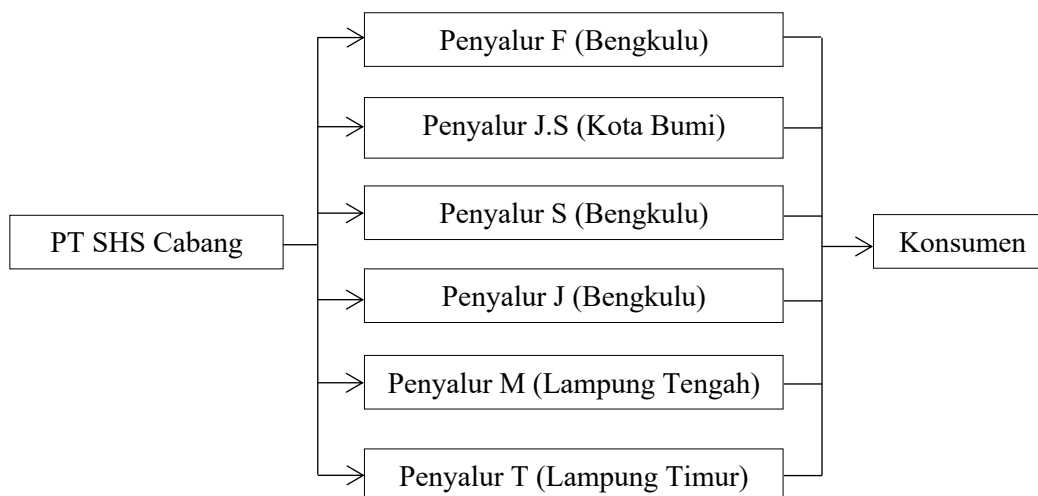 Penyalur F (Bengkulu)
Penyalur J.S (Kota Bumi)
Penyalur S (Bengkulu)
PT SHS Cabang
Konsumen
Penyalur J (Bengkulu)
Penyalur M (Lampung Tengah)
Penyalur T (Lampung Timur)